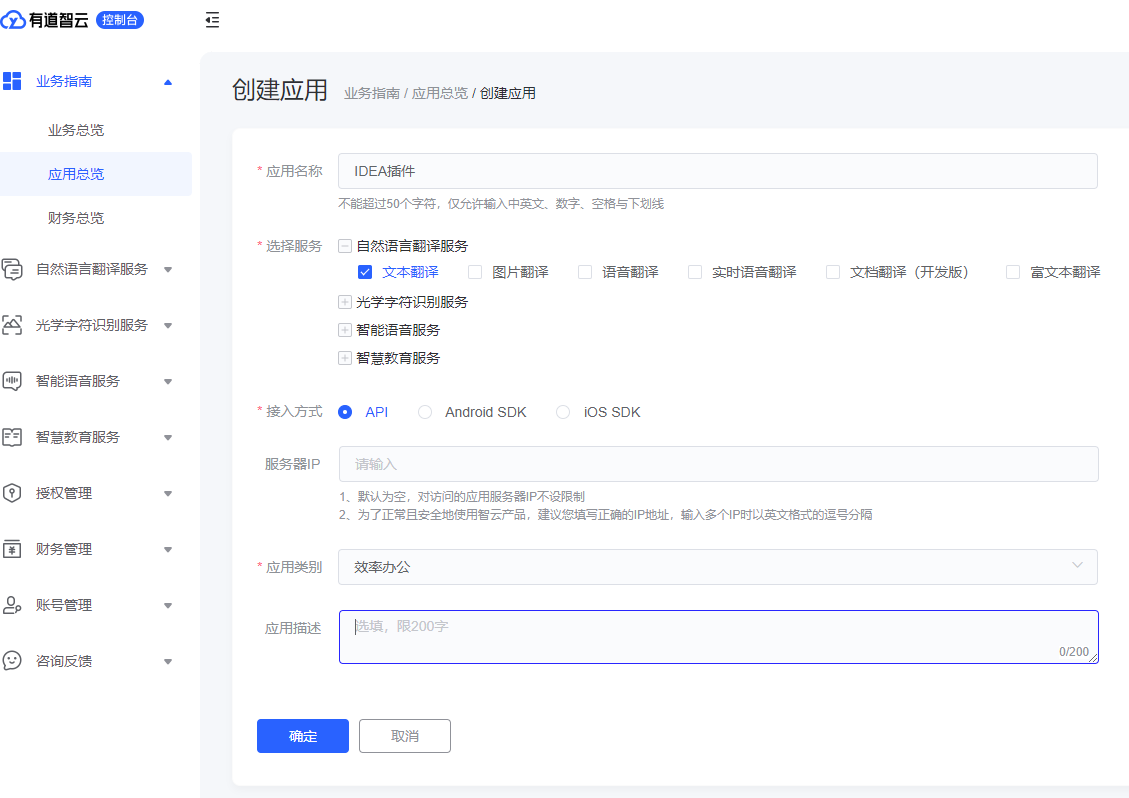 有道智云 控制台
业务指南
业务总览
应用总览
财务总览
自然语言翻译服务
光学字符识别服务
智能语音服务
智慧教育服务
授权管理
财务管理
账号管理
咨询反馈
创建应用 业务指南 / 应用总览 / 创建应用
* 应用名称 IDEA插件
不能超过50个字符，仅允许输入中英文、数字、空格与下划线
* 选择服务 自然语言翻译服务
文本翻译 图片翻译 语音翻译 实时语音翻译 文档翻译（开发版） 富文本翻译
光学字符识别服务
智能语音服务
智慧教育服务
* 接入方式 API Android SDK iOS SDK
服务器IP 请输入
1、默认为空，对访问的应用服务器IP不设限制
2、为了正常且安全地使用智云产品，建议您填写正确的IP地址，输入多个IP时以英文格式的逗号分隔
* 应用类别 效率办公
应用描述 选填，限200字
0/200
确定 取消